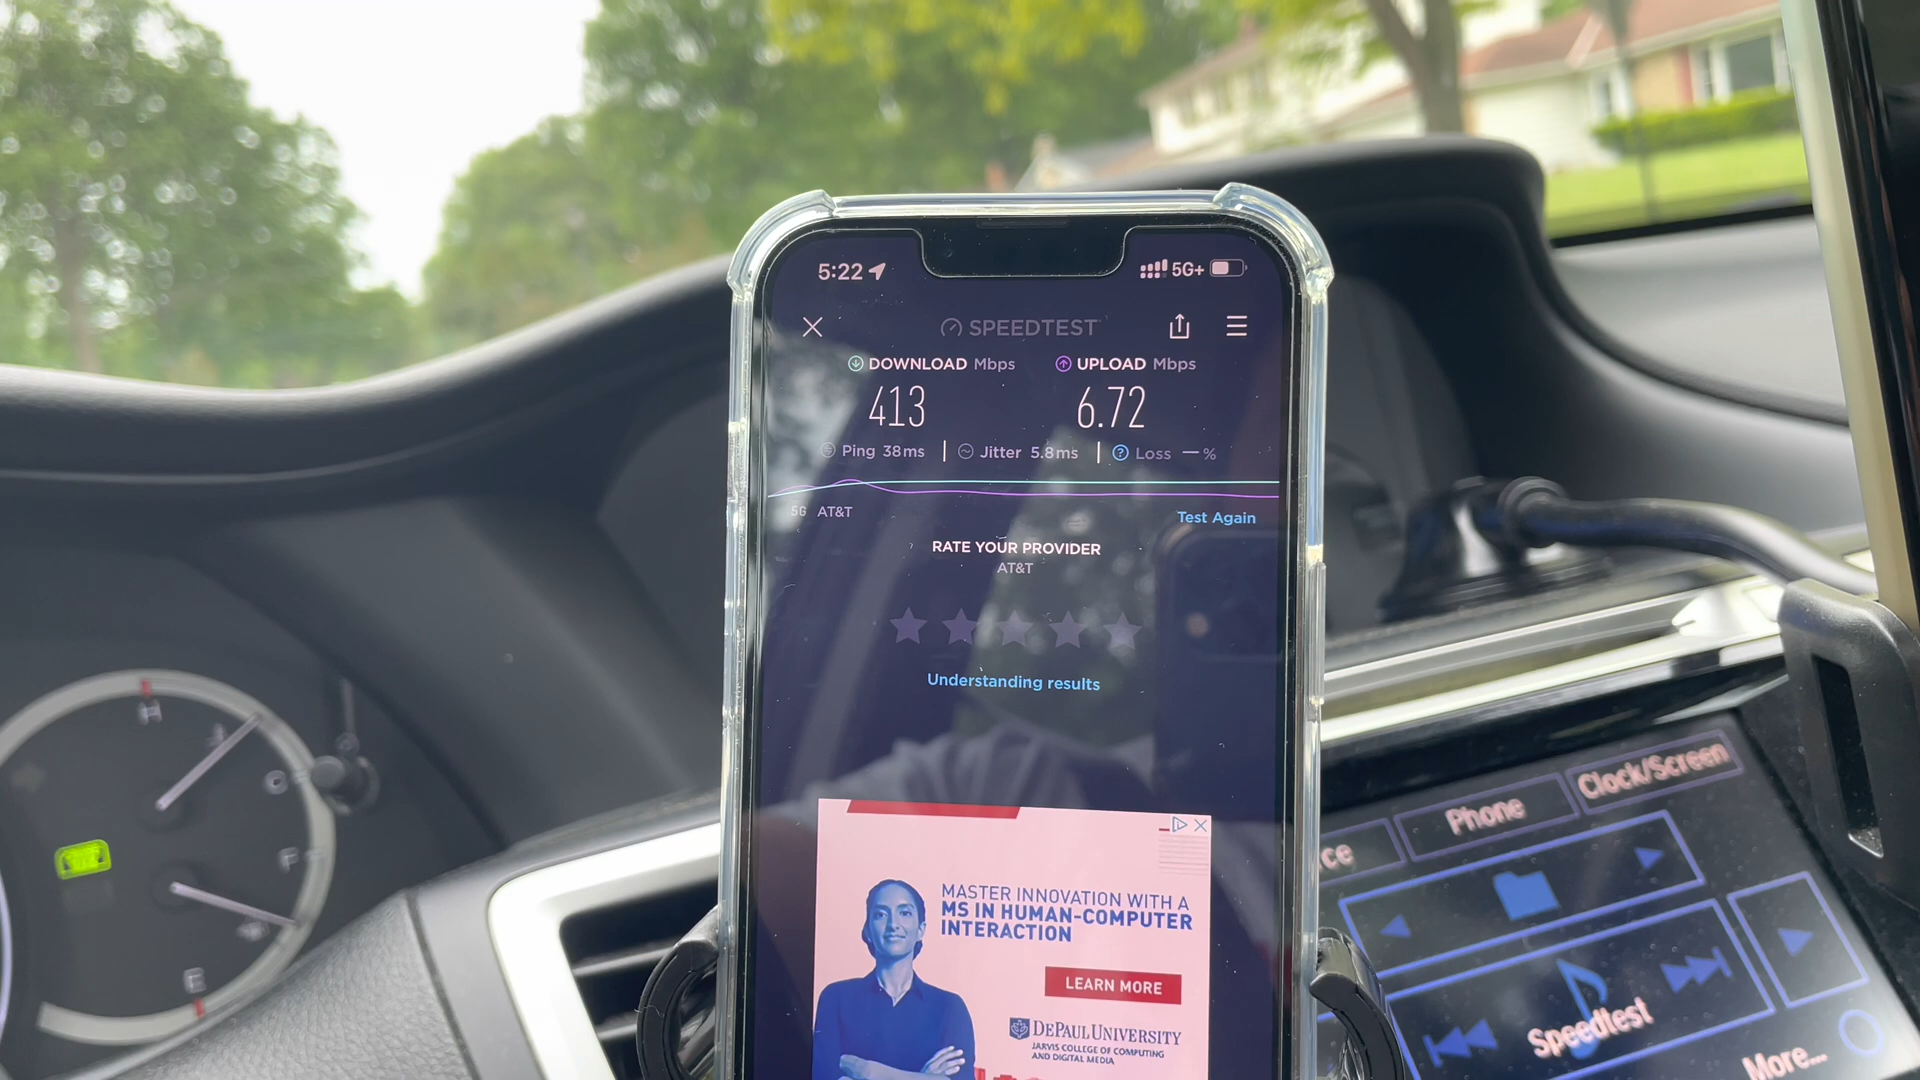 5:22
5G+
SPEEDTEST
DOWNLOAD Mbps
UPLOAD Mbps
413
6.72
Ping 38ms
Jitter 5.8ms
Loss — %
5G AT&T
Test Again
RATE YOUR PROVIDER
AT&T
Understanding results
MASTER INNOVATION WITH A
MS IN HUMAN-COMPUTER
INTERACTION
LEARN MORE
DEPAUL UNIVERSITY
JARVIS COLLEGE OF COMPUTING
AND DIGITAL MEDIA
H
C
F
E
rce
Phone
Clock/Screen
Speedtest
More...